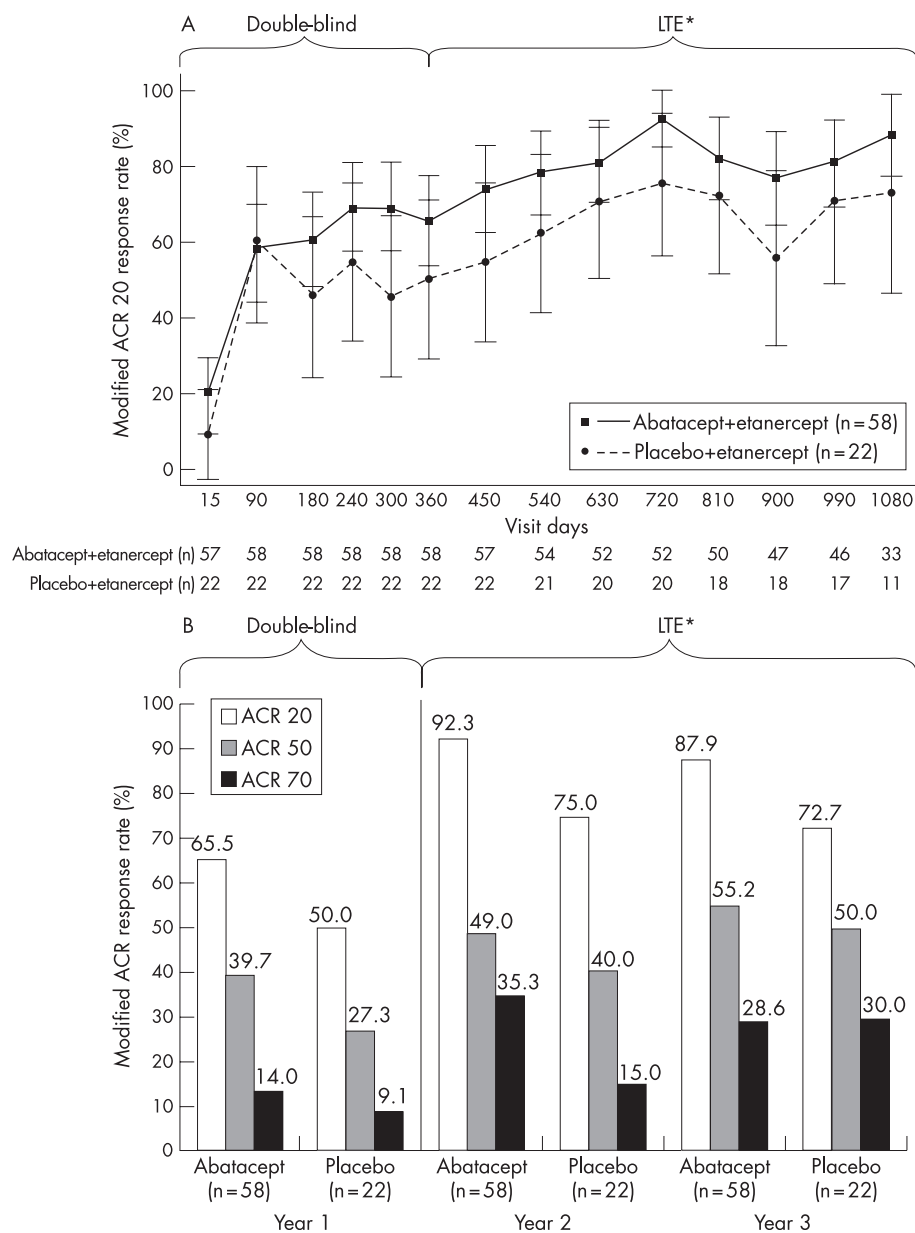 A
Double-blind
LTE*
Modified ACR 20 response rate (%)
100
80
60
40
20
0
Abatacept+etanercept (n=58)
Placebo+etanercept (n=22)
15 90 180 240 300 360 450 540 630 720 810 900 990 1080
Visit days
Abatacept+etanercept (n) 57 58 58 58 58 58 57 54 52 52 50 47 46 33
Placebo+etanercept (n) 22 22 22 22 22 22 22 21 20 20 18 18 17 11
B
Double-blind
LTE*
Modified ACR response rate (%)
100
90
80
70
60
50
40
30
20
10
0
ACR 20
ACR 50
ACR 70
65.5
39.7
14.0
50.0
27.3
9.1
92.3
49.0
35.3
75.0
40.0
15.0
87.9
55.2
28.6
72.7
50.0
30.0
Abatacept Placebo Abatacept Placebo Abatacept Placebo
(n=58) (n=22) (n=58) (n=22) (n=58) (n=22)
Year 1 Year 2 Year 3